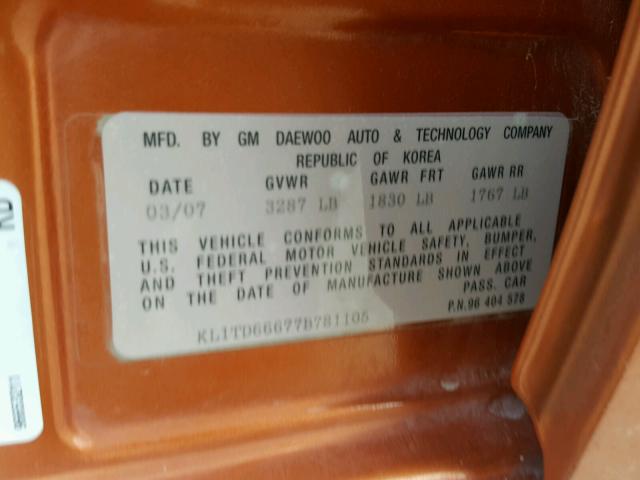 MFD. BY GM DAEWOO AUTO & TECHNOLOGY COMPANY
REPUBLIC OF KOREA
DATE GVWR GAWR FRT GAWR RR
03/07 3287 LB 1830 LB 1767 LB
THIS VEHICLE CONFORMS TO ALL APPLICABLE
U.S. FEDERAL MOTOR VEHICLE SAFETY, BUMPER,
AND THEFT PREVENTION STANDARDS IN EFFECT
ON THE DATE OF MANUFACTURE SHOWN ABOVE
PASS. CAR
P.N.96 404 578
KL1TD66677B781105
KD